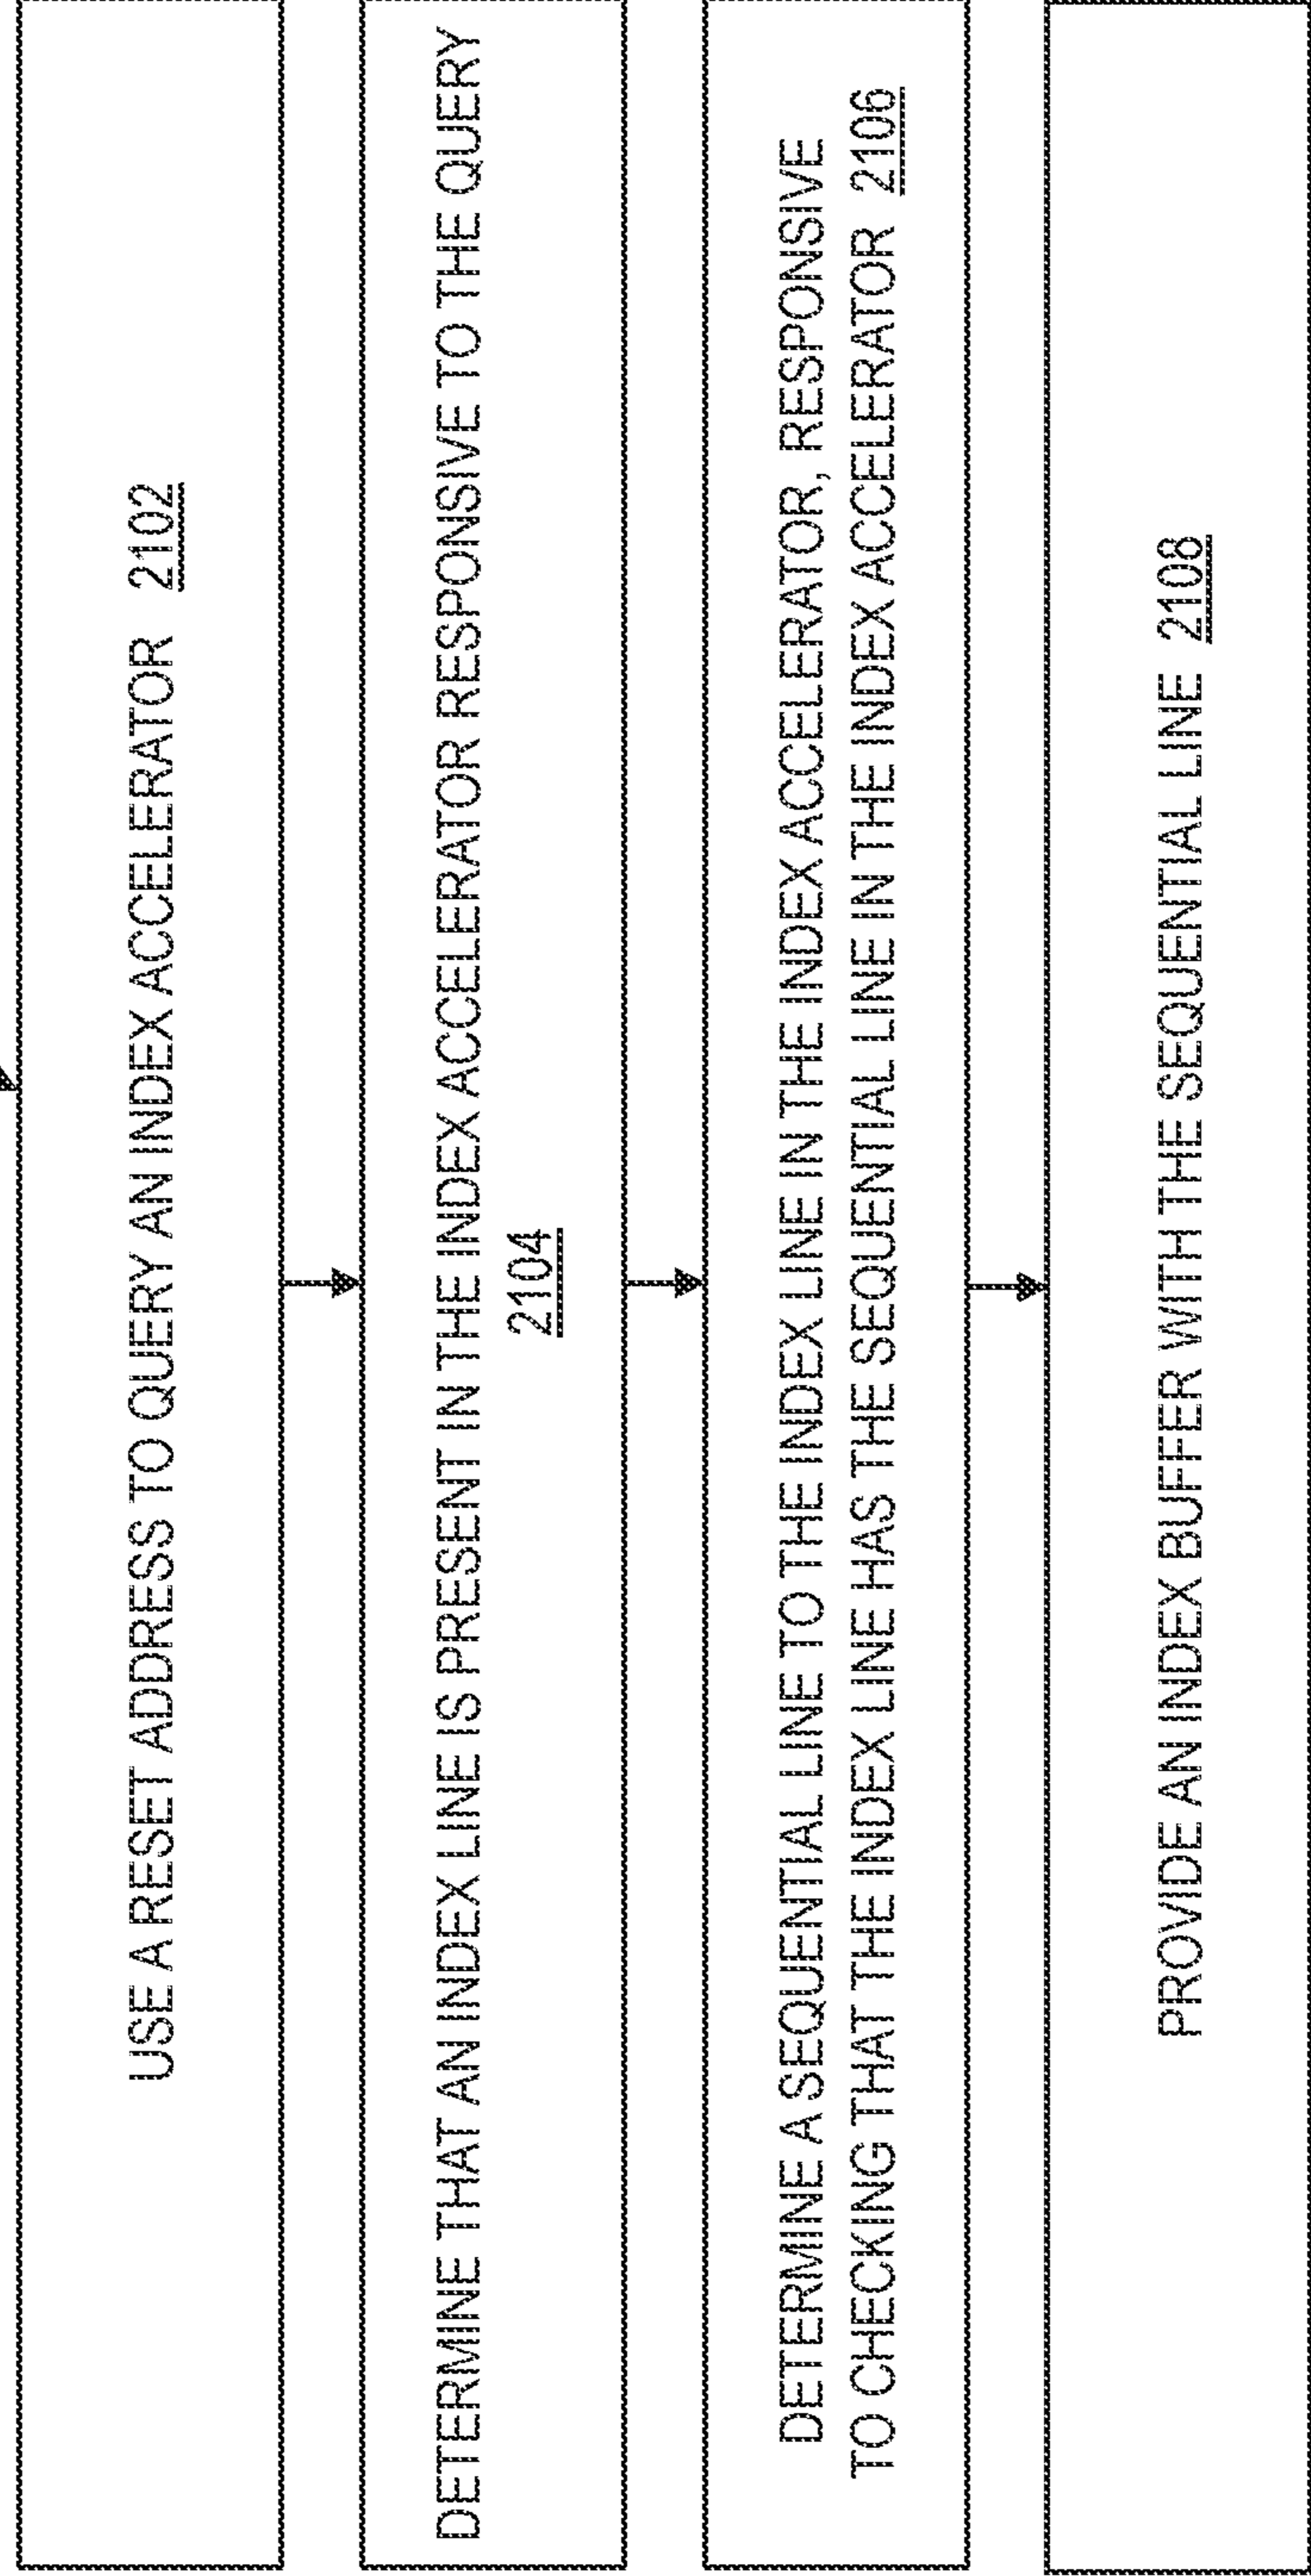 USE A RESET ADDRESS TO QUERY AN INDEX ACCELERATOR 2102
DETERMINE THAT AN INDEX LINE IS PRESENT IN THE INDEX ACCELERATOR RESPONSIVE TO THE QUERY
2104
DETERMINE A SEQUENTIAL LINE TO THE INDEX LINE IN THE INDEX ACCELERATOR, RESPONSIVE
TO CHECKING THAT THE INDEX LINE HAS THE SEQUENTIAL LINE IN THE INDEX ACCELERATOR 2106
PROVIDE AN INDEX BUFFER WITH THE SEQUENTIAL LINE 2108